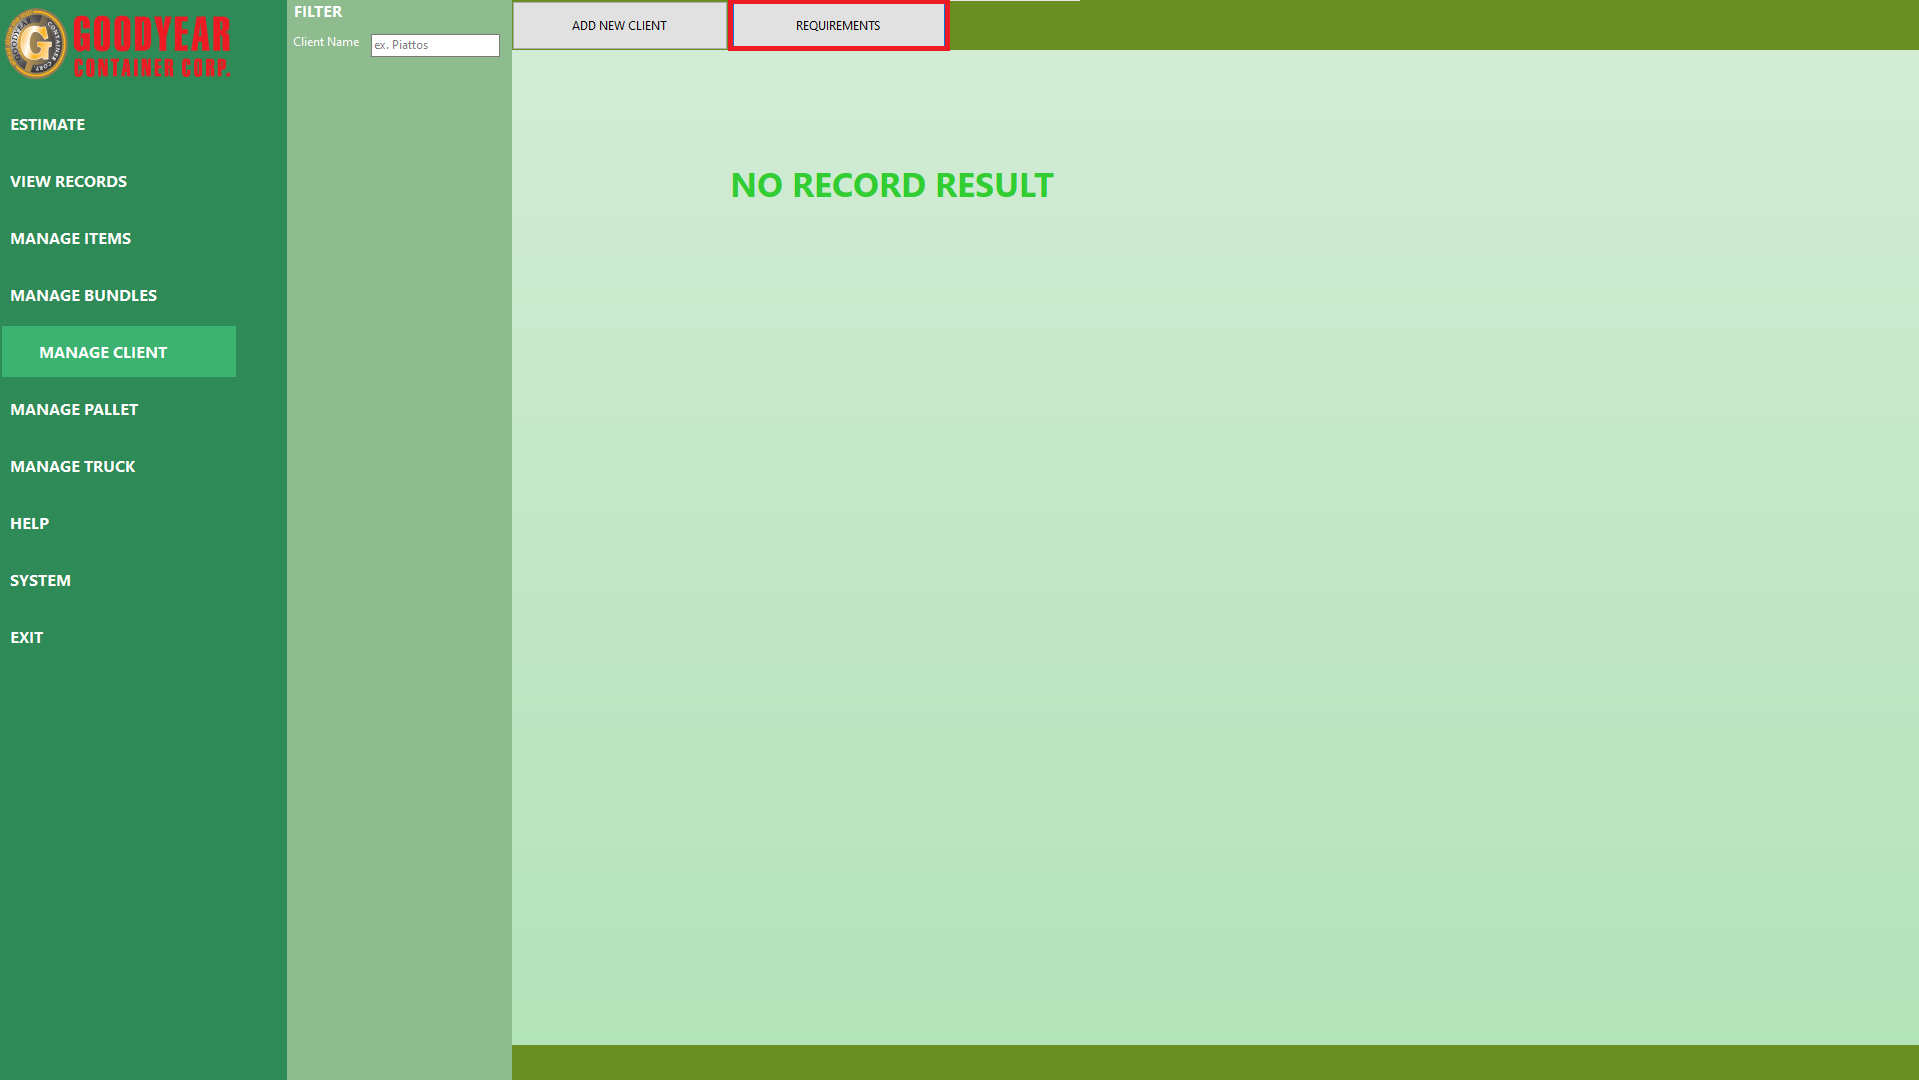 GOODYEAR
CONTAINER CORP.
ESTIMATE
VIEW RECORDS
MANAGE ITEMS
MANAGE BUNDLES
MANAGE CLIENT
MANAGE PALLET
MANAGE TRUCK
HELP
SYSTEM
EXIT
FILTER
Client Name
ex. Piattos
ADD NEW CLIENT
REQUIREMENTS
NO RECORD RESULT